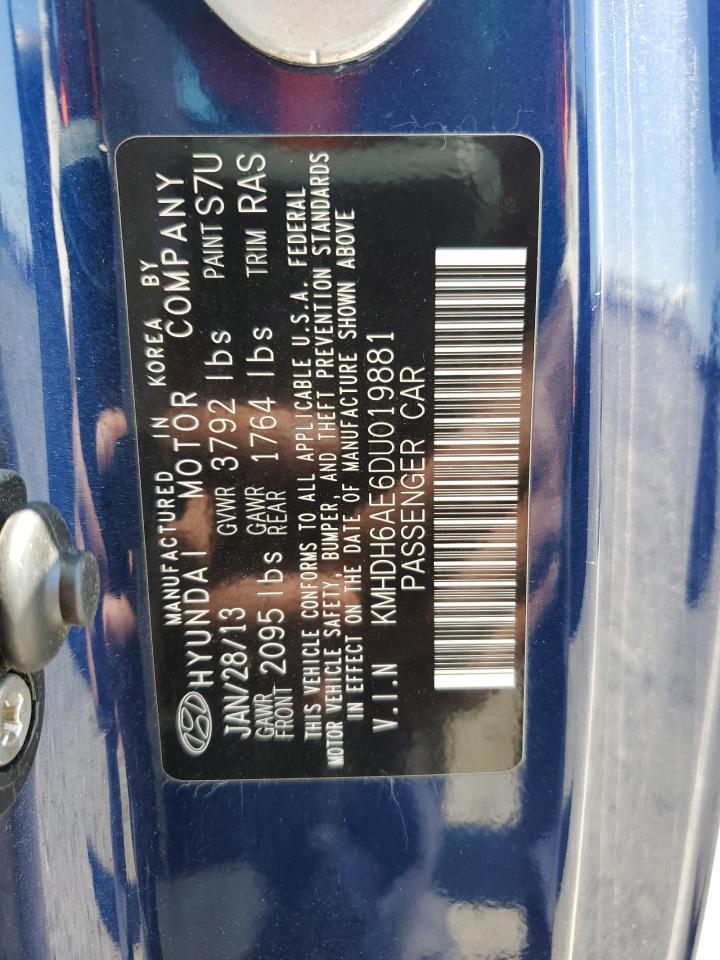 MANUFACTURED IN KOREA BY
HYUNDAI MOTOR COMPANY
JAN/28/13 GVWR 3792 lbs PAINT S7U
GAWR FRONT 2095 lbs GAWR REAR 1764 lbs TRIM RAS
THIS VEHICLE CONFORMS TO ALL APPLICABLE U.S.A. FEDERAL
MOTOR VEHICLE SAFETY, BUMPER, AND THEFT PREVENTION STANDARDS
IN EFFECT ON THE DATE OF MANUFACTURE SHOWN ABOVE
V.I.N KMHDH6AE6DU019881
PASSENGER CAR